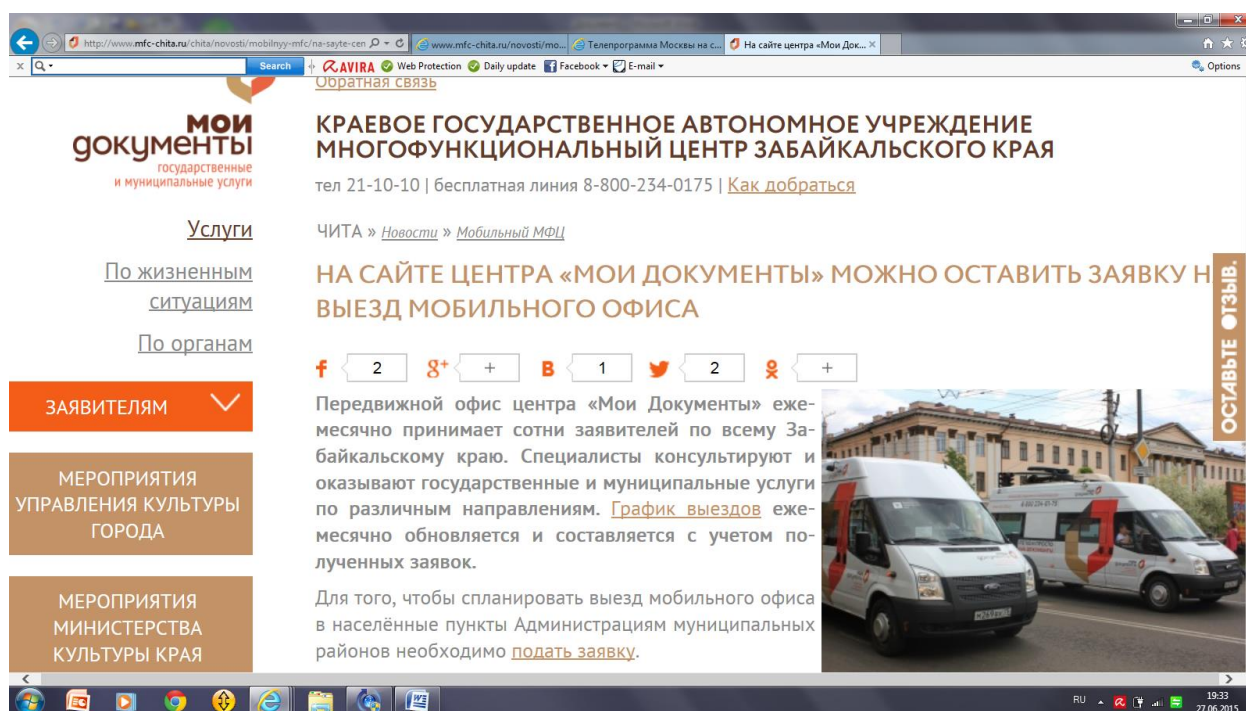 http://www.mfc-chita.ru/chita/novosti/mobilnyy-mfc/na-sayte-cen
www.mfc-chita.ru/novosti/mo...
Телепрограмма Москвы на с...
На сайте центра «Мои Док...
Search
AVIRA
Web Protection
Daily update
Facebook
E-mail
Options
Обратная связь
мои
документы
государственные
и муниципальные услуги
КРАЕВОЕ ГОСУДАРСТВЕННОЕ АВТОНОМНОЕ УЧРЕЖДЕНИЕ
МНОГОФУНКЦИОНАЛЬНЫЙ ЦЕНТР ЗАБАЙКАЛЬСКОГО КРАЯ
тел 21-10-10 | бесплатная линия 8-800-234-0175 | Как добраться
Услуги
По жизненным
ситуациям
По органам
ЗАЯВИТЕЛЯМ
МЕРОПРИЯТИЯ
УПРАВЛЕНИЯ КУЛЬТУРЫ
ГОРОДА
МЕРОПРИЯТИЯ
МИНИСТЕРСТВА
КУЛЬТУРЫ КРАЯ
ЧИТА » Новости » Мобильный МФЦ
НА САЙТЕ ЦЕНТРА «МОИ ДОКУМЕНТЫ» МОЖНО ОСТАВИТЬ ЗАЯВКУ Н
ВЫЕЗД МОБИЛЬНОГО ОФИСА
2
+
1
2
+
Передвижной офис центра «Мои Документы» еже-
месячно принимает сотни заявителей по всему За-
байкальскому краю. Специалисты консультируют и
оказывают государственные и муниципальные услуги
по различным направлениям. График выездов еже-
месячно обновляется и составляется с учетом по-
лученных заявок.
Для того, чтобы спланировать выезд мобильного офиса
в населённые пункты Администрациям муниципальных
районов необходимо подать заявку.
ОСТАВЬТЕ ОТЗЫВ.
RU
19:33
27.06.2015